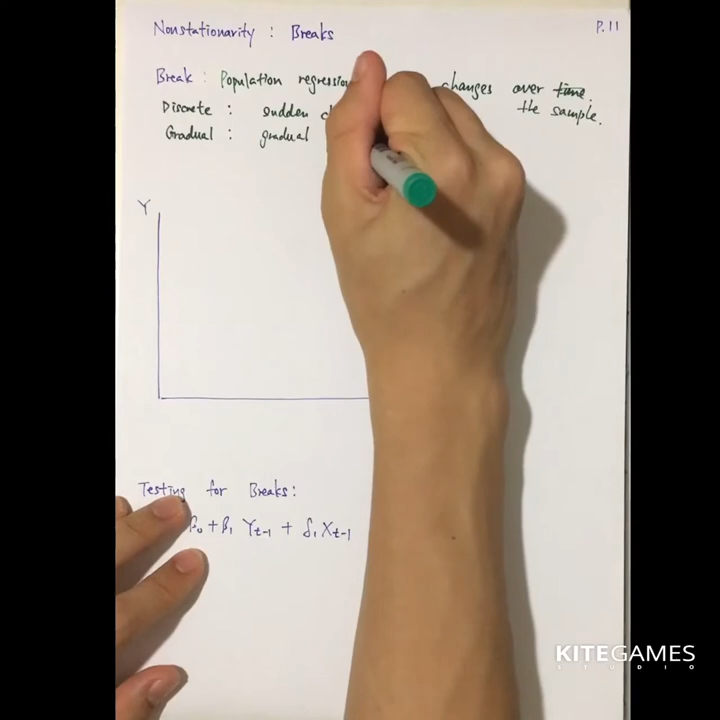 Nonstationarity : Breaks
P.11
Break : Population regression changes over time.
the sample.
Discrete : sudden
Gradual : gradual
Y
Testing for Breaks:
β₀ + β₁ Yt-1 + δ₁ Xt-1
KITEGAMES
STUDIO